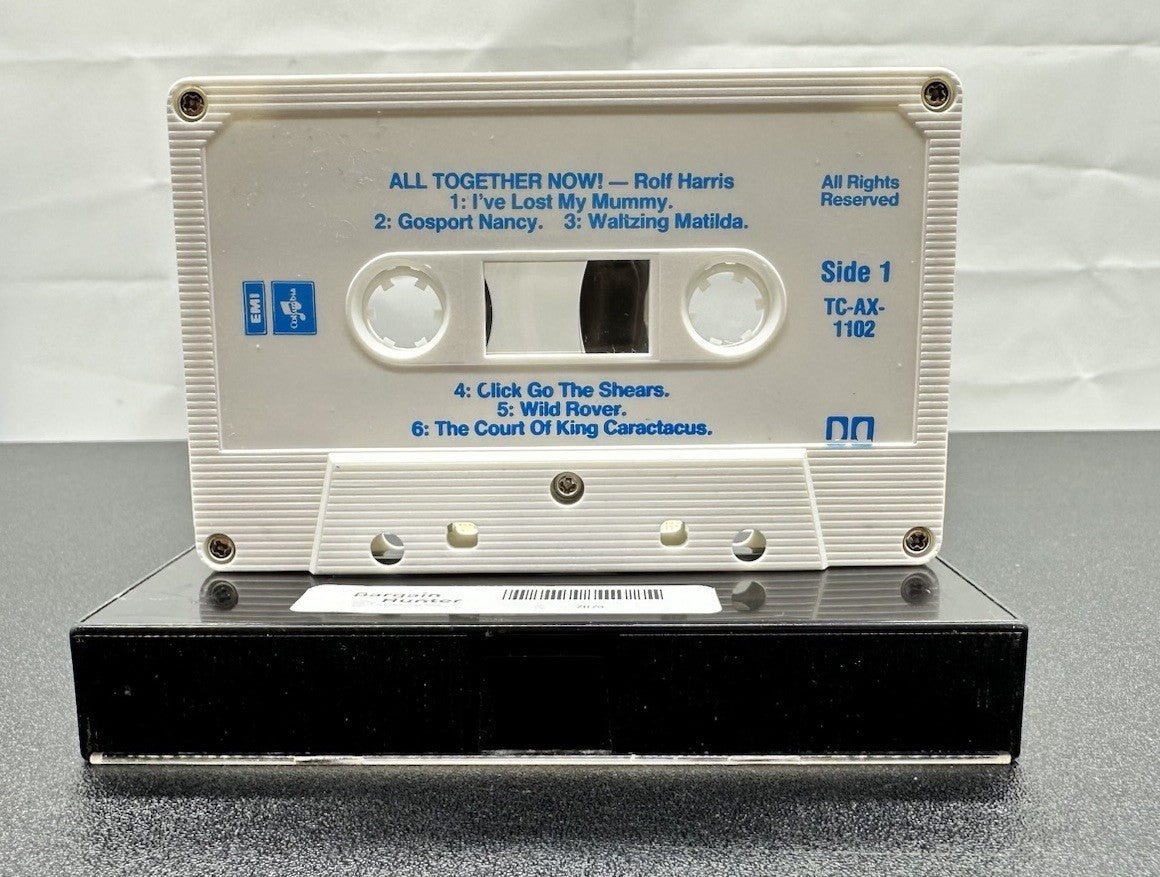 ALL TOGETHER NOW! — Rolf Harris
1: I've Lost My Mummy.
2: Gosport Nancy. 3: Waltzing Matilda.
All Rights
Reserved
EMI
Columbia
Side 1
TC-AX-
1102
4: Click Go The Shears.
5: Wild Rover.
6: The Court Of King Caractacus.
Bargain
Hunter